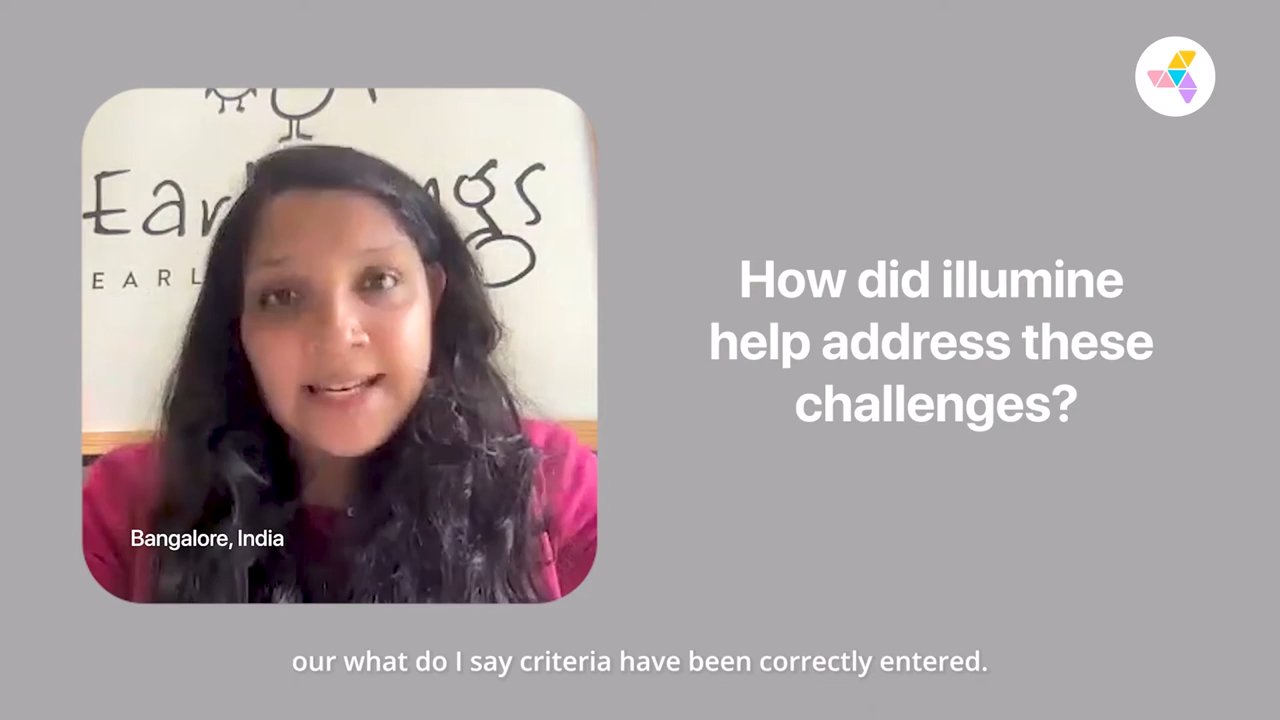 Bangalore, India
How did illumine
help address these
challenges?
our what do I say criteria have been correctly entered.